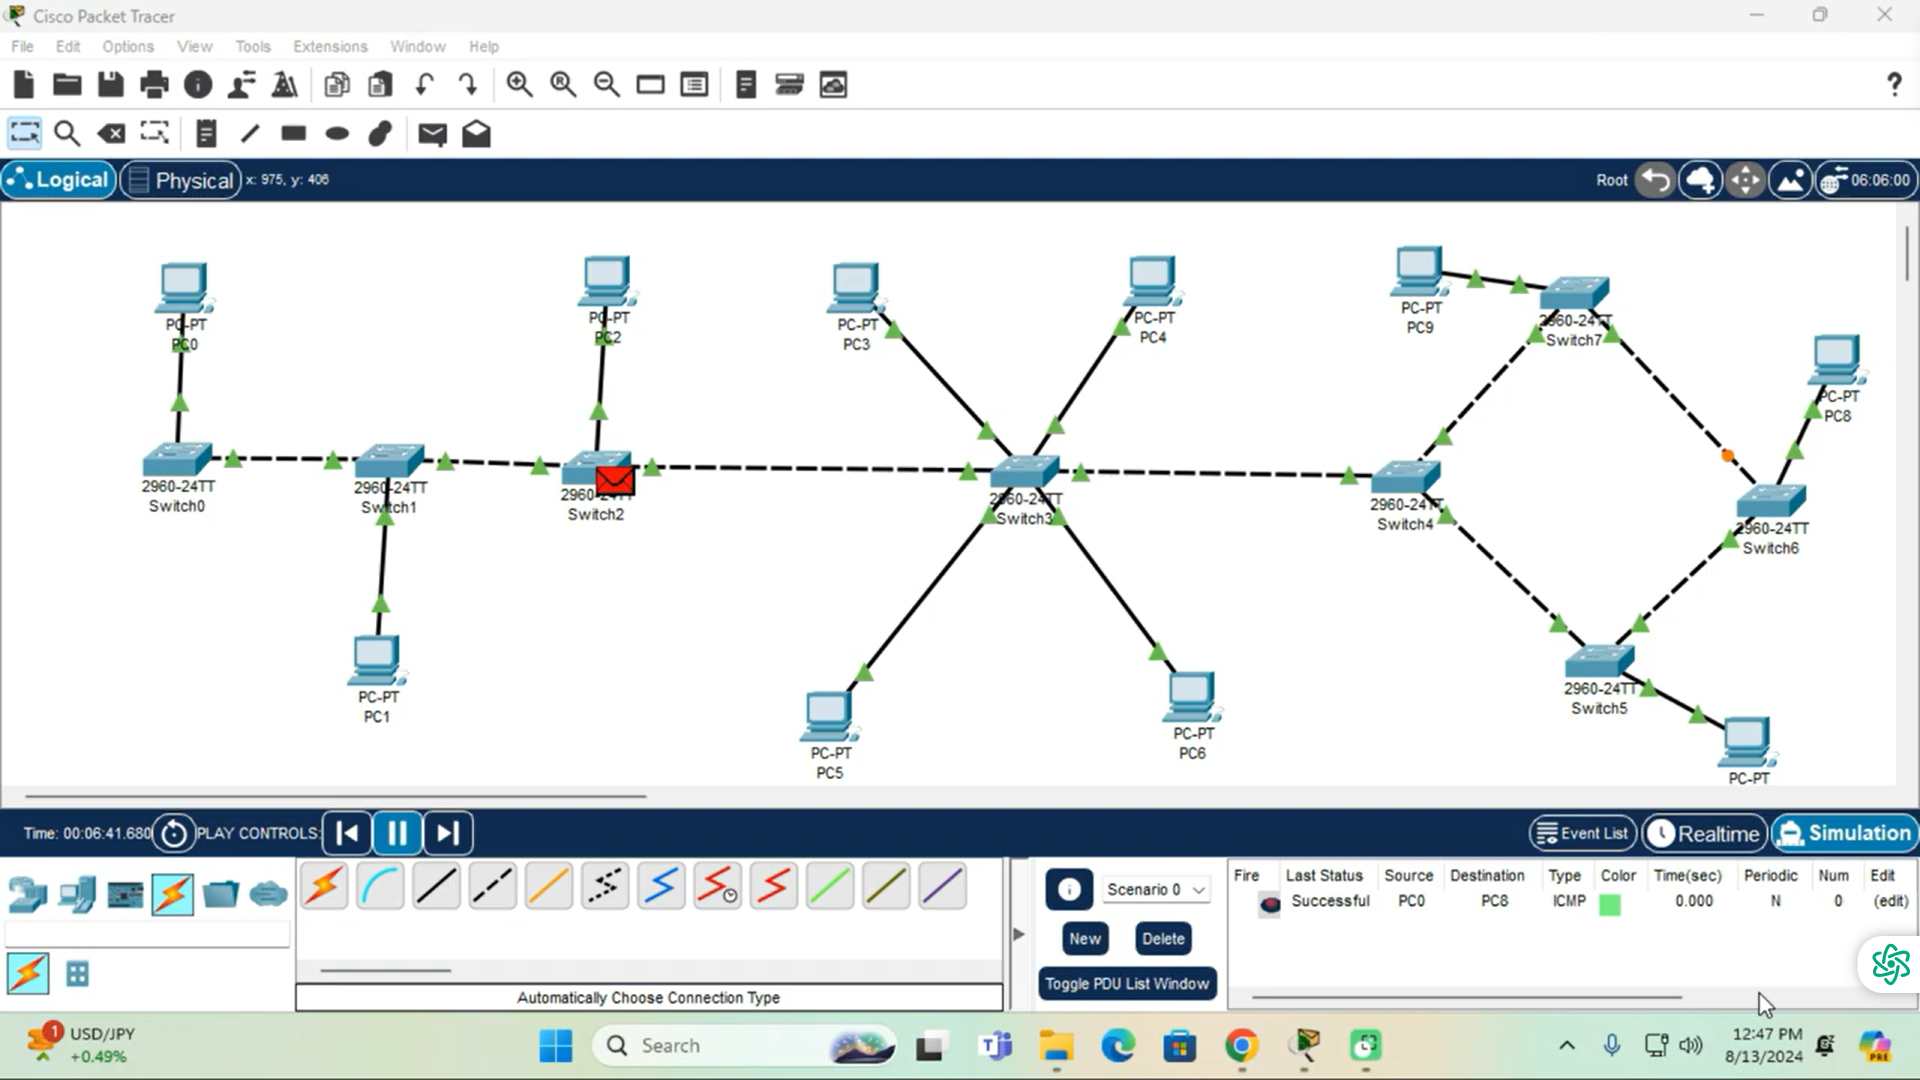 Cisco Packet Tracer
File Edit Options View Tools Extensions Window Help
Logical Physical x: 975, y: 406 Root 06:06:00
PC-PT
PC0
PC-PT
PC2
PC-PT
PC3
PC-PT
PC4
PC-PT
PC9
2960-24TT
Switch7
PC-PT
PC8
2960-24TT
Switch0
2960-24TT
Switch1
2960-24TT
Switch2
2960-24TT
Switch3
2960-24TT
Switch4
2960-24TT
Switch6
PC-PT
PC1
PC-PT
PC5
PC-PT
PC6
2960-24TT
Switch5
PC-PT
Time: 00:06:41.680 PLAY CONTROLS: Event List Realtime Simulation
Scenario 0
New Delete
Toggle PDU List Window
Fire Last Status Source Destination Type Color Time(sec) Periodic Num Edit
Successful PC0 PC8 ICMP 0.000 N 0 (edit)
Automatically Choose Connection Type
1 USD/JPY
+0.49%
Search
PRE
12:47 PM
8/13/2024